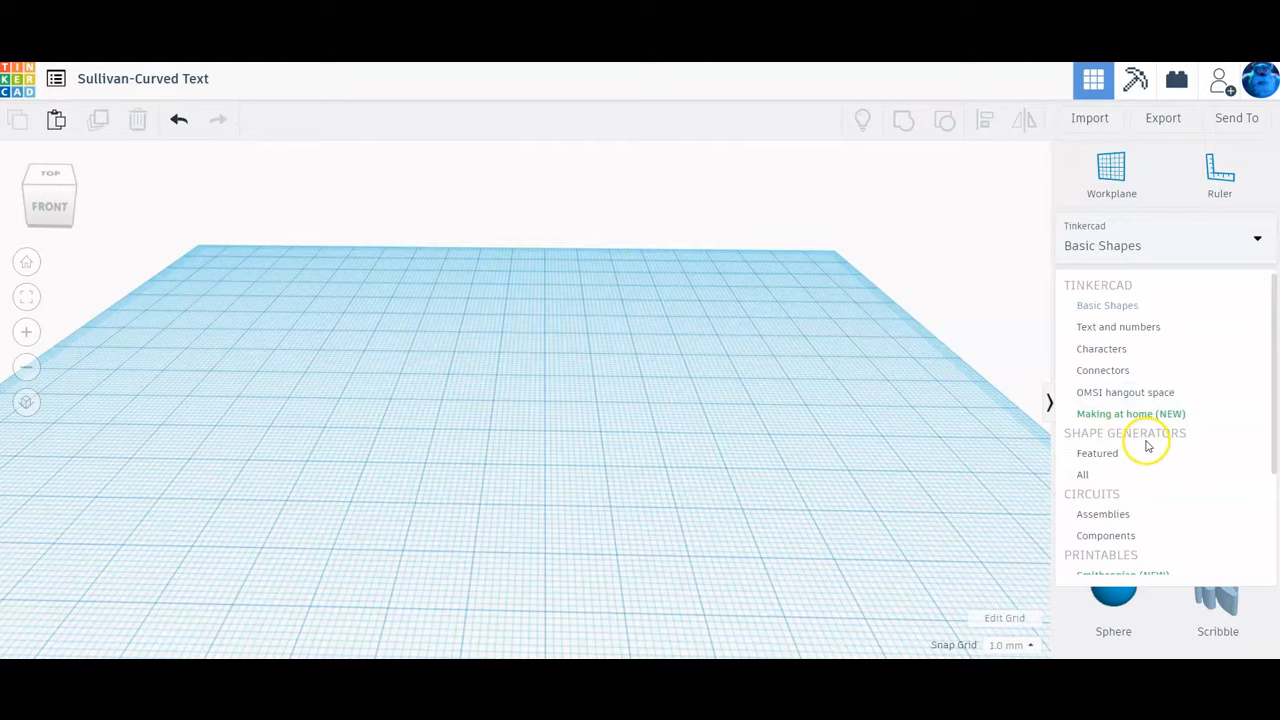 TIN
KER
CAD
Sullivan-Curved Text
Import
Export
Send To
TOP
FRONT
Workplane
Ruler
Tinkercad
Basic Shapes
TINKERCAD
Basic Shapes
Text and numbers
Characters
Connectors
OMSI hangout space
Making at home (NEW)
SHAPE GENERATORS
Featured
All
CIRCUITS
Assemblies
Components
PRINTABLES
Smithsonian (NEW)
Sphere
Scribble
Edit Grid
Snap Grid 1.0 mm